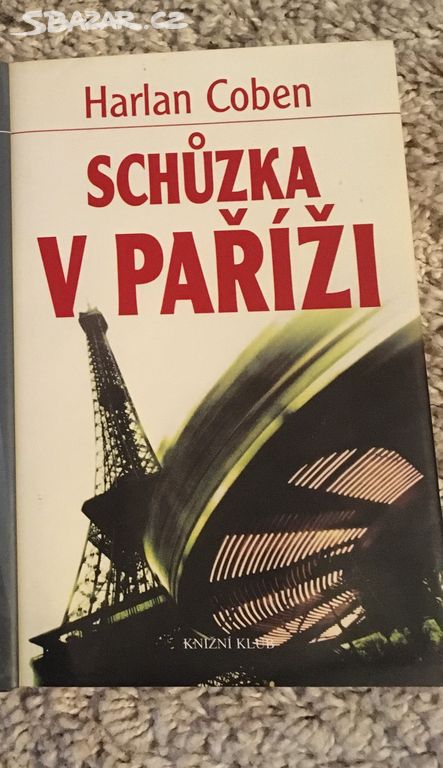 SBAZAR.CZ
Harlan Coben
SCHŮZKA
V PAŘÍŽI
KNIŽNÍ KLUB